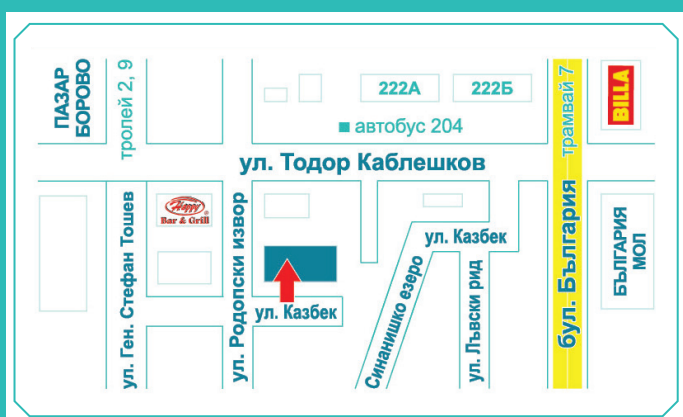 ПАЗАР
БОРОВО
тролей 2, 9
222А
222Б
трамвай 7
BILLA
автобус 204
ул. Тодор Каблешков
ул. Ген. Стефан Тошев
Happy
Bar & Grill
ул. Родопски извор
ул. Казбек
Синанишко езеро
ул. Казбек
ул. Лъвски рид
бул. България
БЪЛГАРИЯ
МОЛ